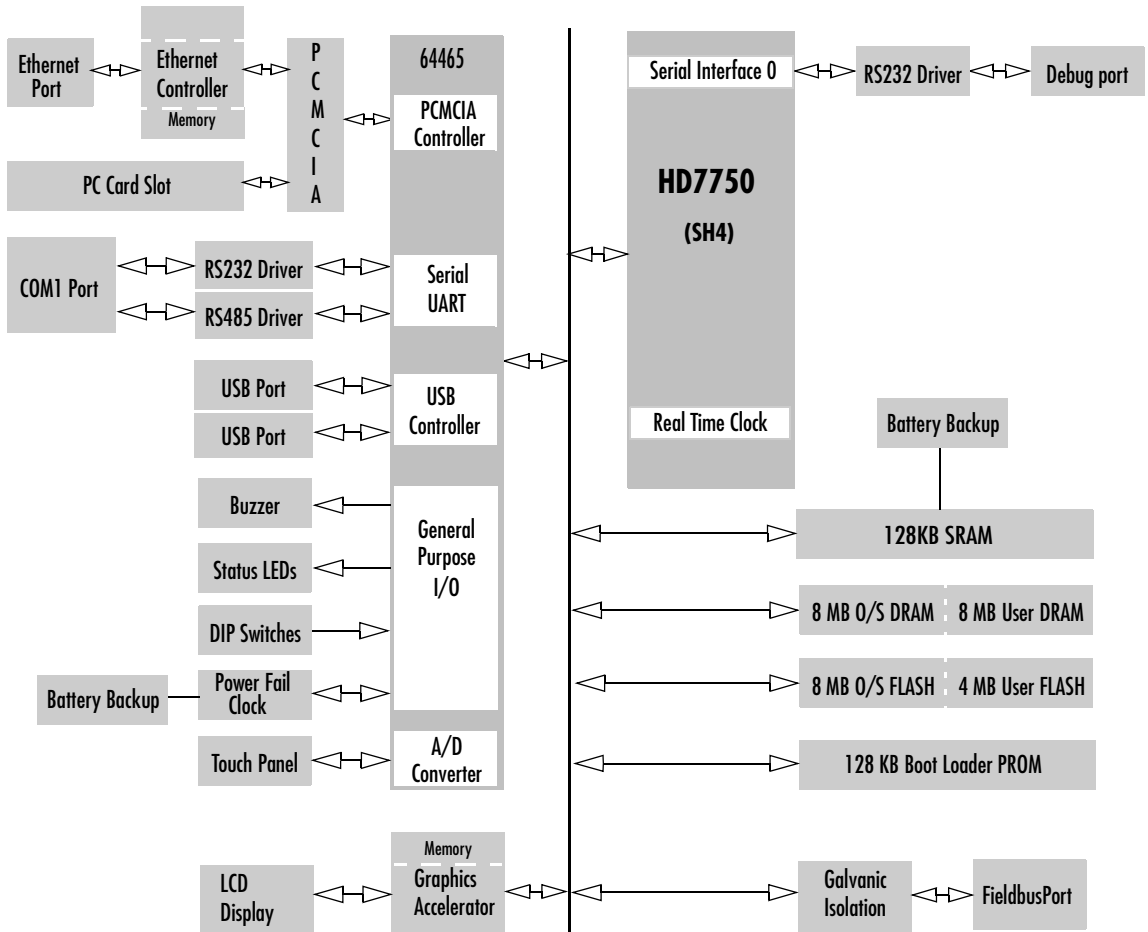 Ethernet
Port
Ethernet
Controller
Memory
P
C
M
C
I
A
PC Card Slot
64465
PCMCIA
Controller
COM1 Port
RS232 Driver
RS485 Driver
Serial
UART
USB Port
USB Port
USB
Controller
Buzzer
Status LEDs
DIP Switches
Battery Backup
Power Fail
Clock
General
Purpose
I/O
Touch Panel
A/D
Converter
LCD
Display
Memory
Graphics
Accelerator
Serial Interface 0
RS232 Driver
Debug port
HD7750
(SH4)
Real Time Clock
Battery Backup
128KB SRAM
8 MB O/S DRAM
8 MB User DRAM
8 MB O/S FLASH
4 MB User FLASH
128 KB Boot Loader PROM
Galvanic
Isolation
FieldbusPort